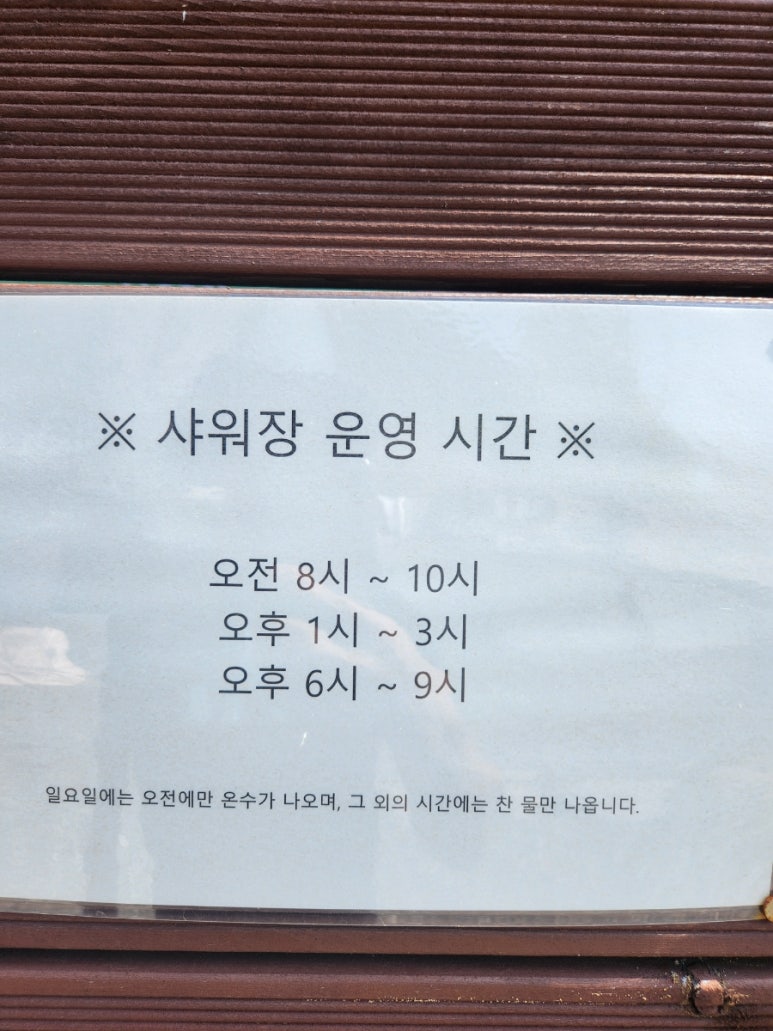 ※ 샤워장 운영 시간 ※
오전 8시 ~ 10시
오후 1시 ~ 3시
오후 6시 ~ 9시
일요일에는 오전에만 온수가 나오며, 그 외의 시간에는 찬 물만 나옵니다.